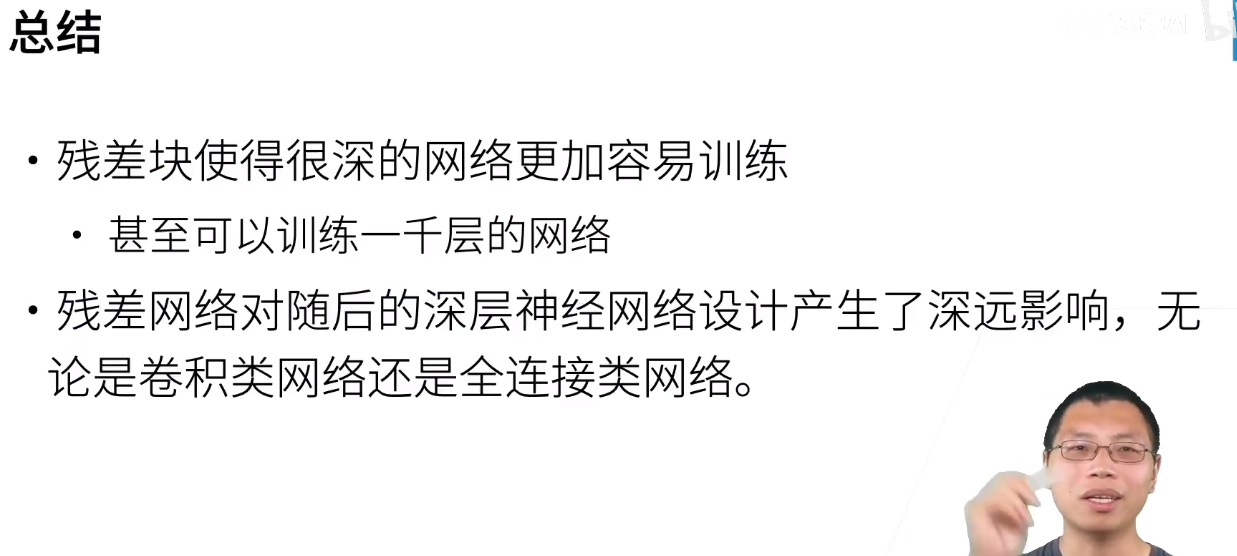 总结
• 残差块使得很深的网络更加容易训练
• 甚至可以训练一千层的网络
• 残差网络对随后的深层神经网络设计产生了深远影响，无
论是卷积类网络还是全连接类网络。